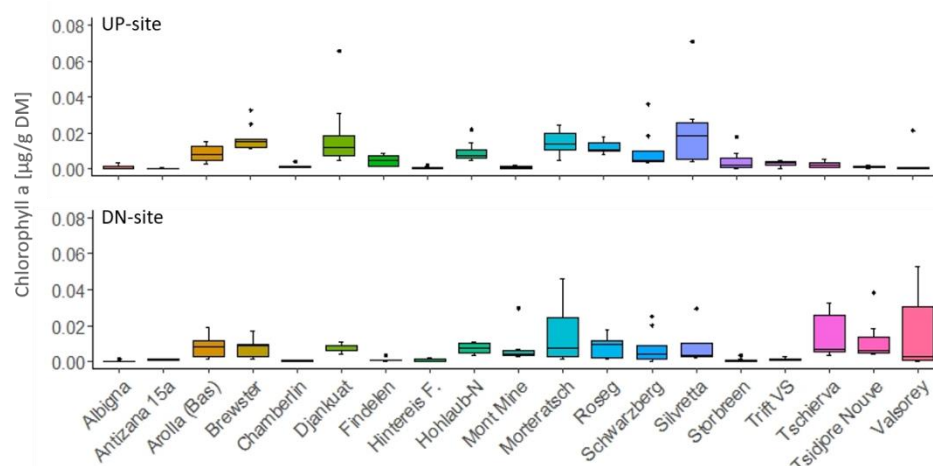 UP-site
0.08
0.06
0.04
0.02
0.00
Chlorophyll a [µg/g DM]
DN-site
0.08
0.06
0.04
0.02
0.00
Albigna
Antizana 15a
Arolla (Bas)
Brewster
Chamberlin
Djankuat
Findelen
Hintereis F.
Hohlaub-N
Mont Mine
Morteratsch
Roseg
Schwarzberg
Silvretta
Storbreen
Trift VS
Tschierva
Tsidjore Nouve
Valsorey